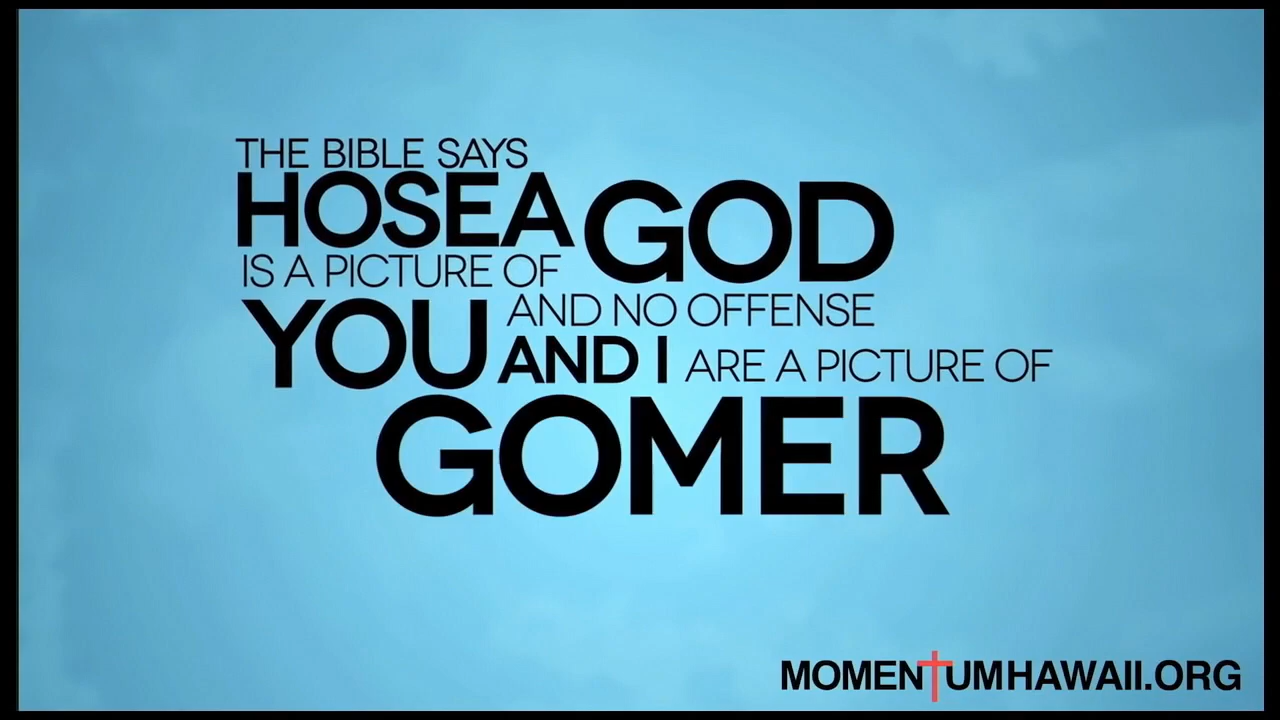 THE BIBLE SAYS
HOSEA
IS A PICTURE OF
GOD
AND NO OFFENSE
YOU
AND I ARE A PICTURE OF
GOMER
MOMENTUMHAWAII.ORG